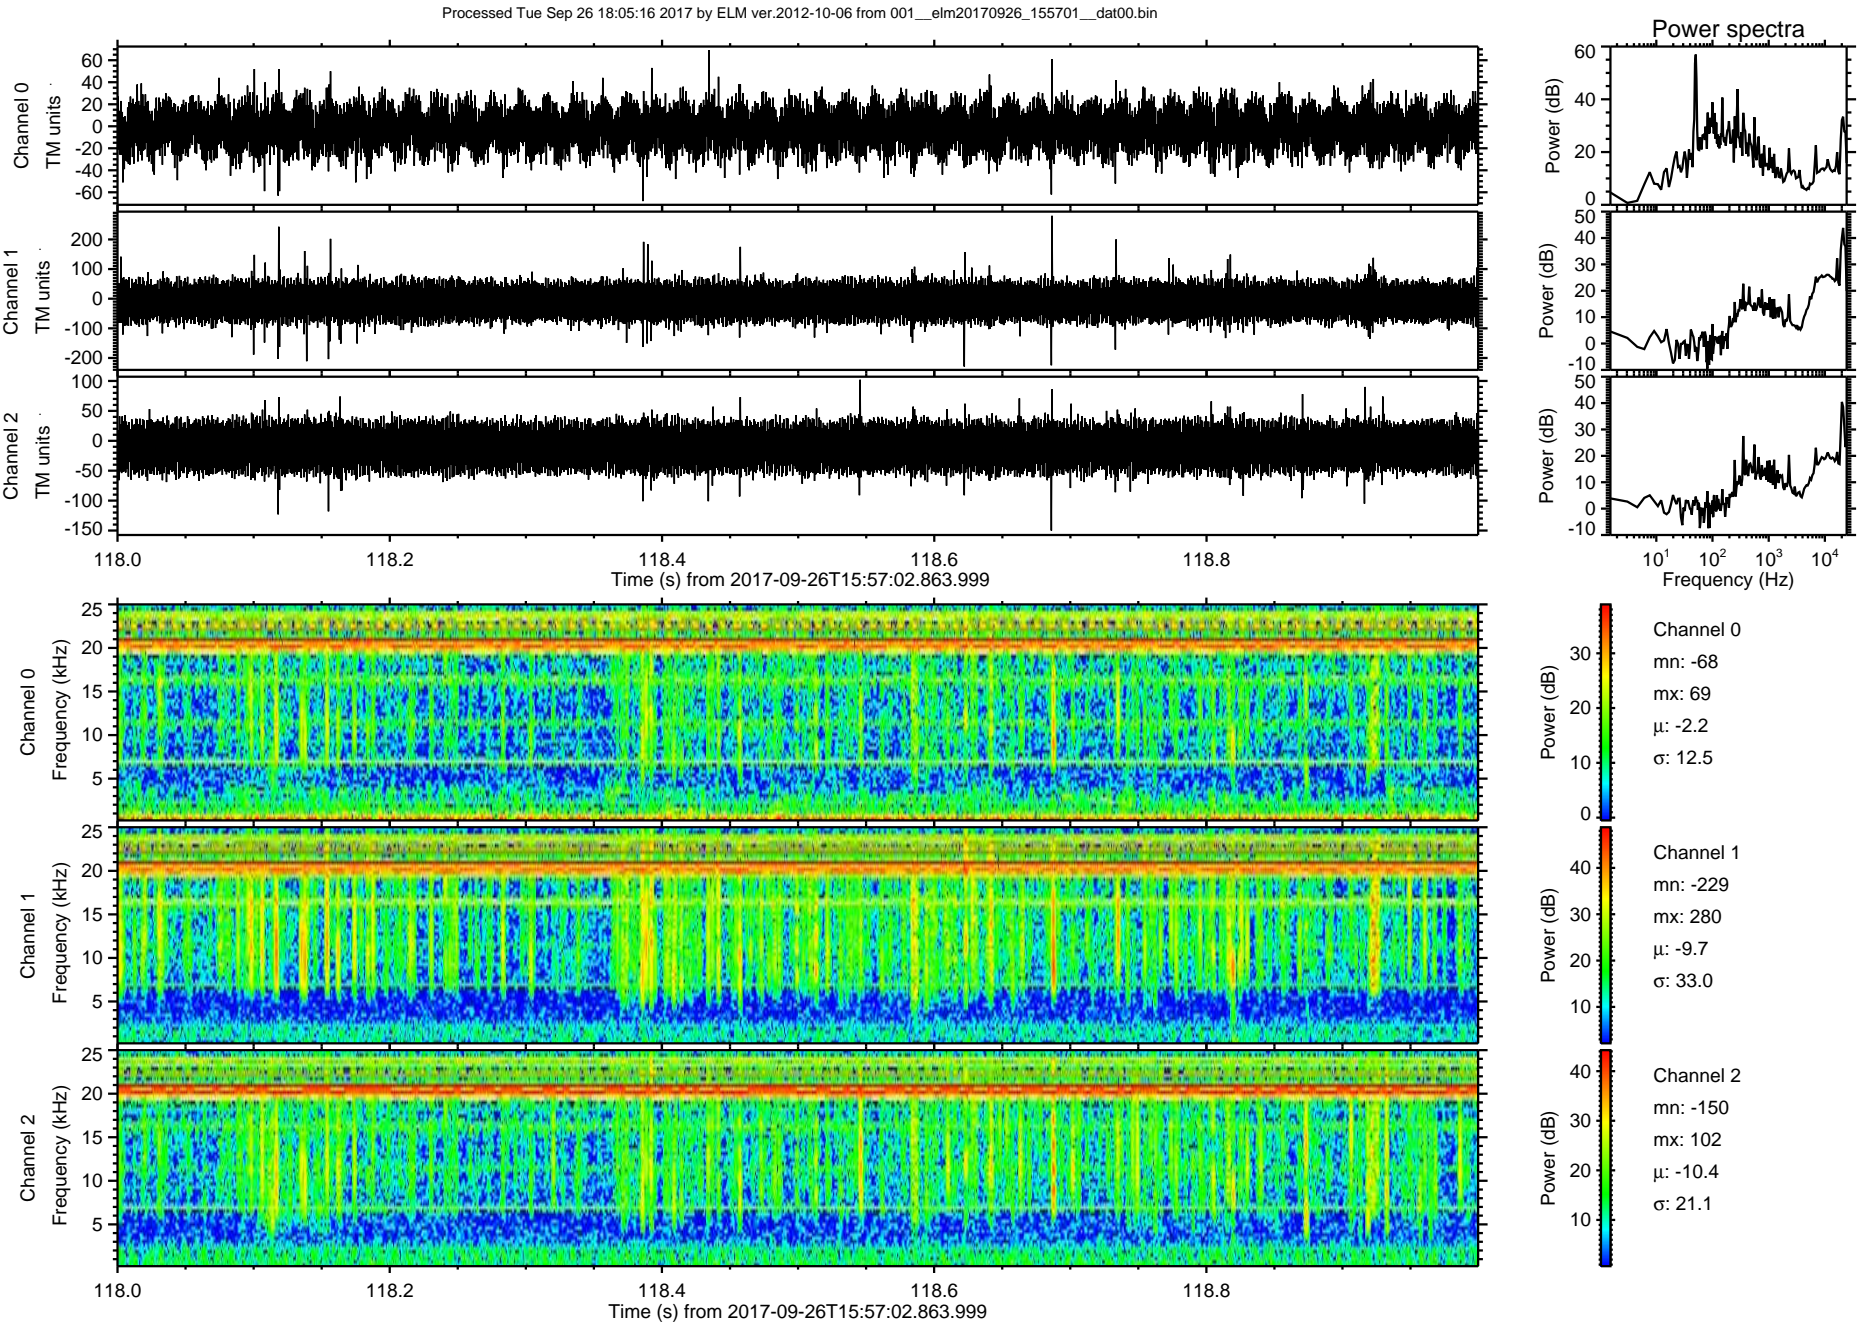 Processed Tue Sep 26 18:05:16 2017 by ELM ver.2012-10-06 from 001__elm20170926_155701__dat00.bin
Power spectra
Channel 0
TM units
60
40
20
0
-20
-40
-60
Power (dB)
60
40
20
0
Channel 1
TM units
200
100
0
-100
-200
Power (dB)
50
40
30
20
10
0
-10
Channel 2
TM units
100
50
0
-50
-100
-150
Power (dB)
50
40
30
20
10
0
-10
118.0 118.2 118.4 118.6 118.8
Time (s) from 2017-09-26T15:57:02.863.999
10^1 10^2 10^3 10^4
Frequency (Hz)
Channel 0
Frequency (kHz)
25
20
15
10
5
Power (dB)
30
20
10
0
Channel 0
mn: -68
mx: 69
μ: -2.2
σ: 12.5
Channel 1
Frequency (kHz)
25
20
15
10
5
Power (dB)
40
30
20
10
Channel 1
mn: -229
mx: 280
μ: -9.7
σ: 33.0
Channel 2
Frequency (kHz)
25
20
15
10
5
Power (dB)
40
30
20
10
Channel 2
mn: -150
mx: 102
μ: -10.4
σ: 21.1
118.0 118.2 118.4 118.6 118.8
Time (s) from 2017-09-26T15:57:02.863.999